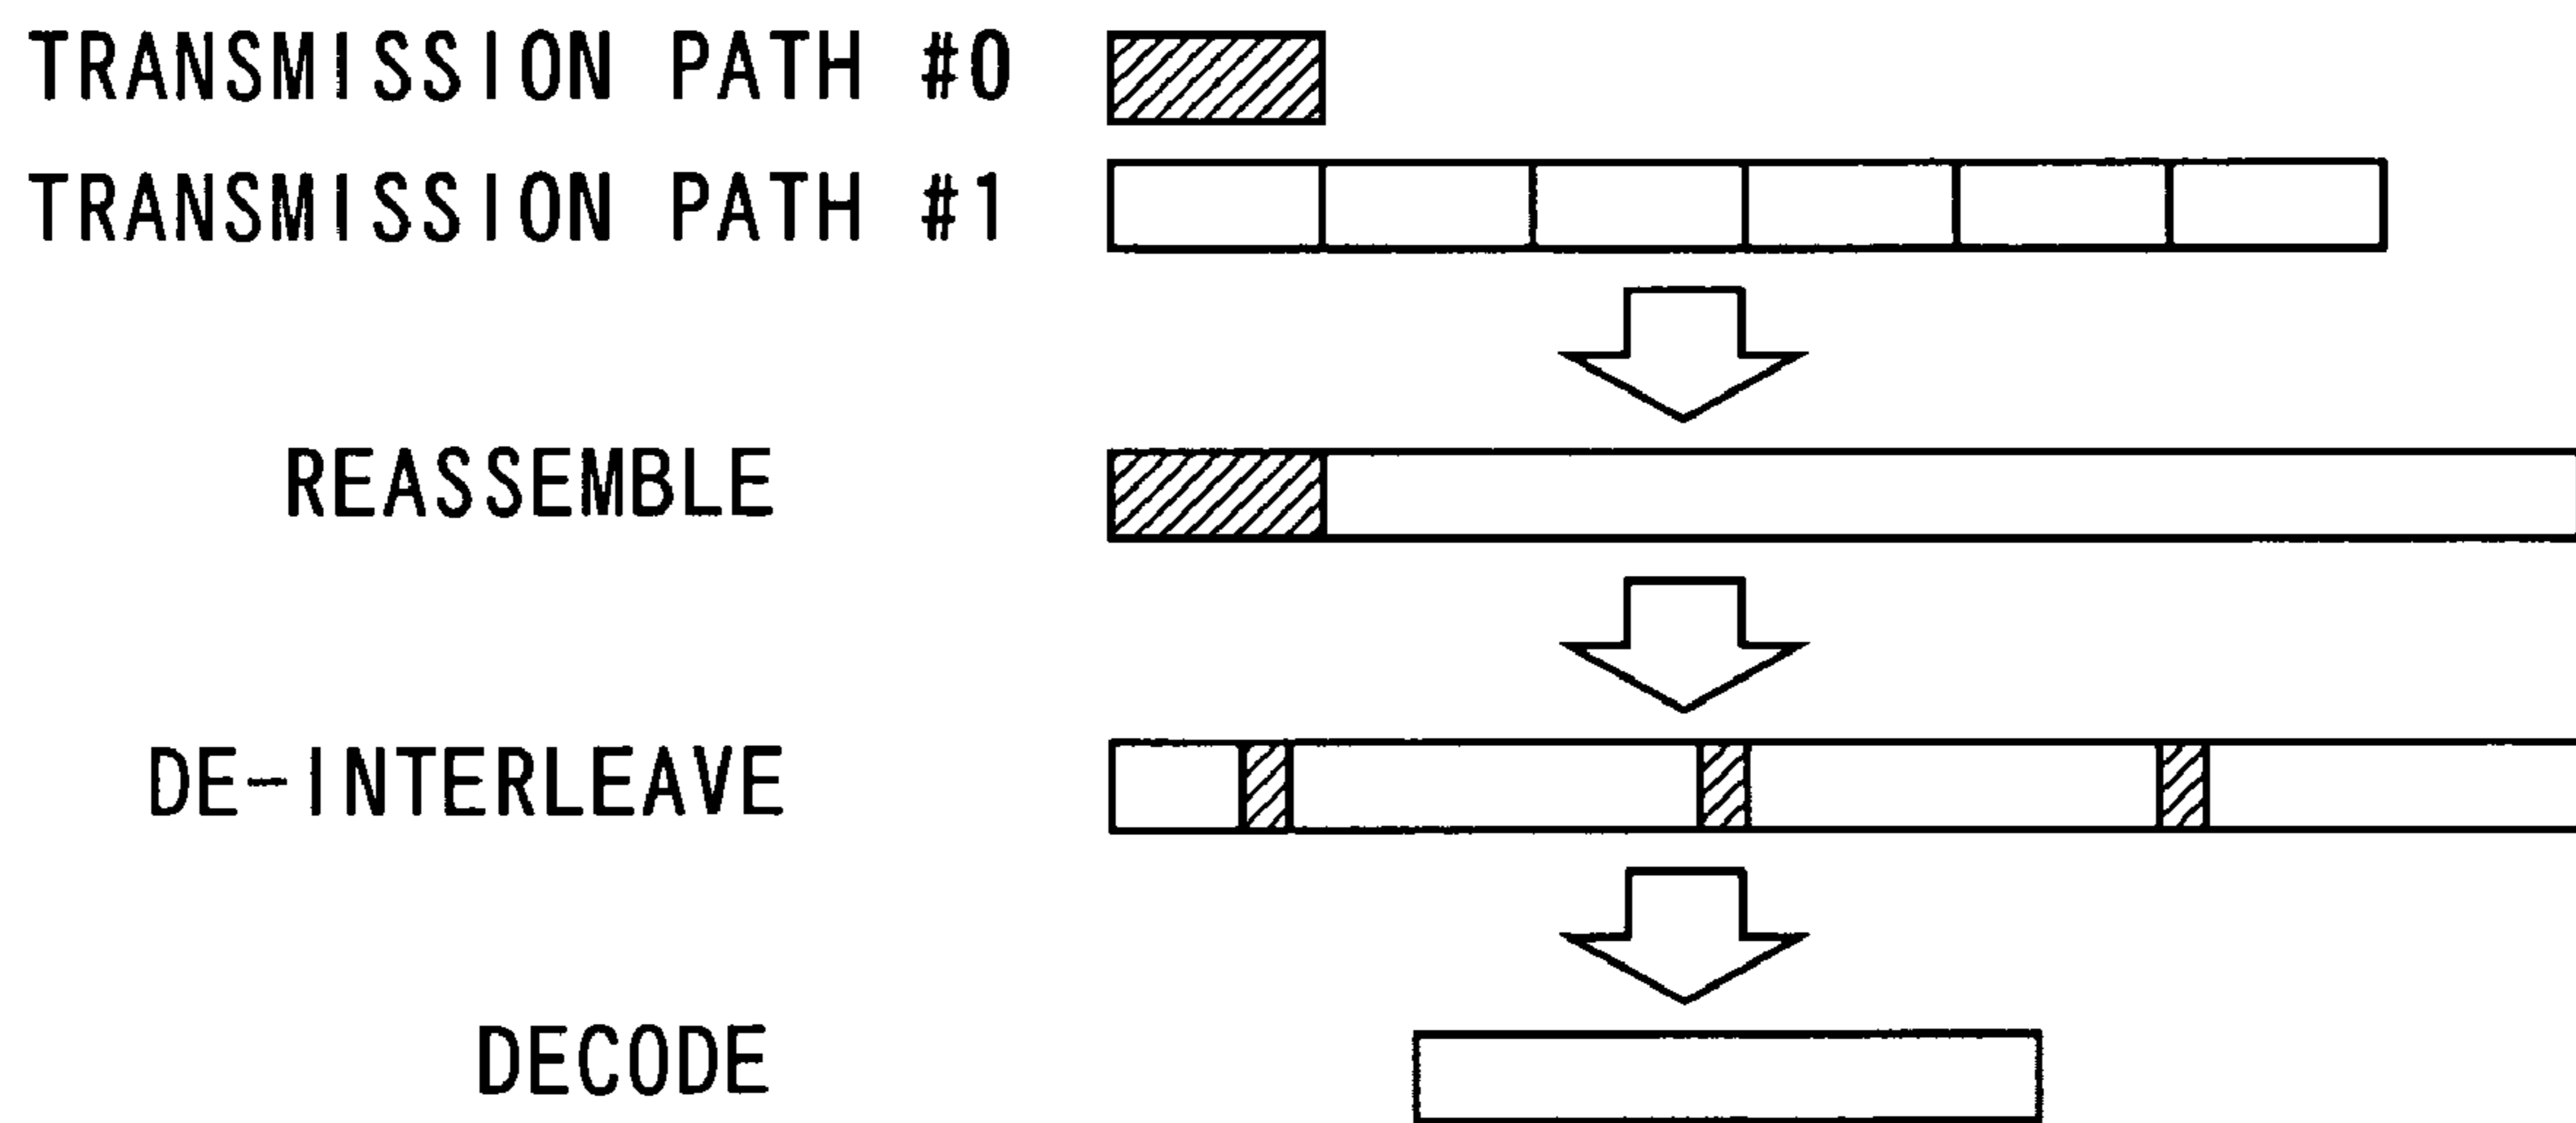 TRANSMISSION PATH #0
TRANSMISSION PATH #1
REASSEMBLE
DE-INTERLEAVE
DECODE